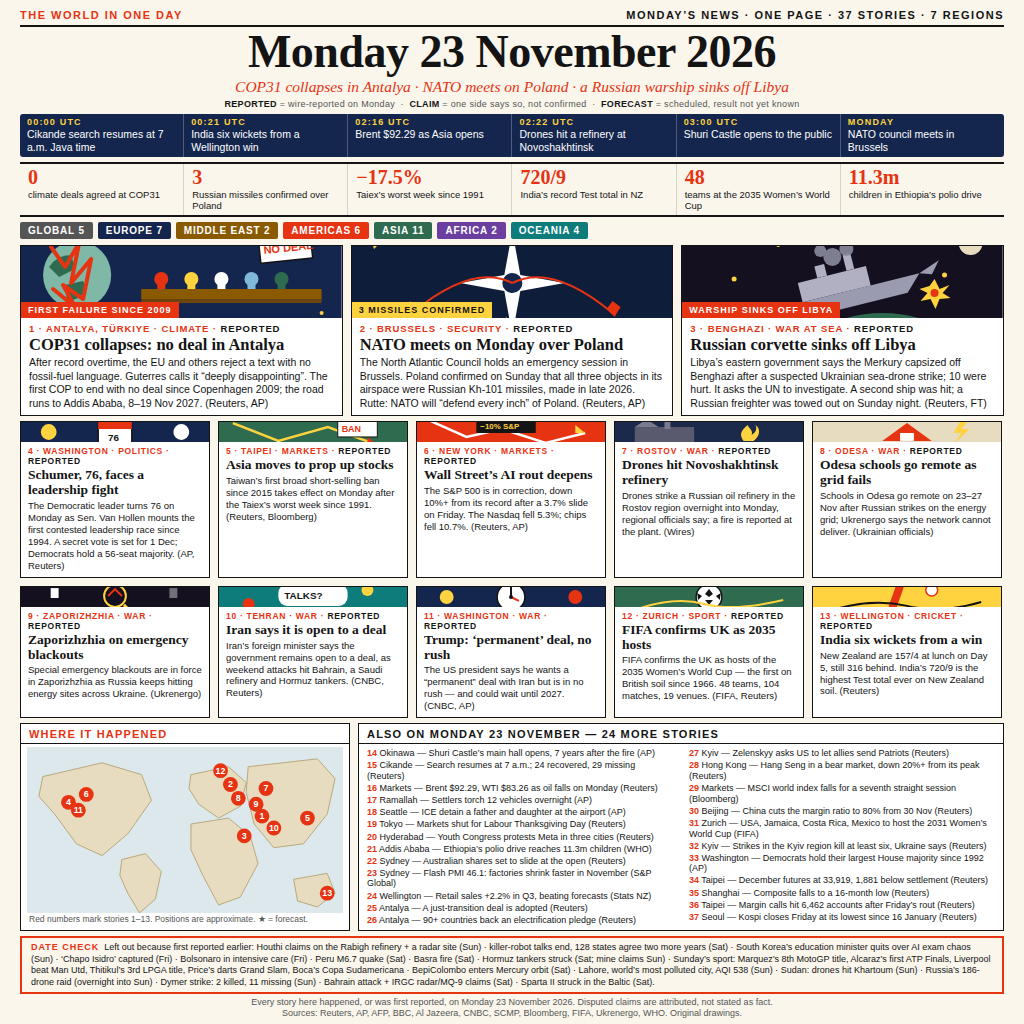 THE WORLD IN ONE DAY
MONDAY'S NEWS · ONE PAGE · 37 STORIES · 7 REGIONS
Monday 23 November 2026
COP31 collapses in Antalya · NATO meets on Poland · a Russian warship sinks off Libya
REPORTED = wire-reported on Monday · CLAIM = one side says so, not confirmed · FORECAST = scheduled, result not yet known
00:00 UTC
Cikande search resumes at 7
a.m. Java time
00:21 UTC
India six wickets from a
Wellington win
02:16 UTC
Brent $92.29 as Asia opens
02:22 UTC
Drones hit a refinery at
Novoshakhtinsk
03:00 UTC
Shuri Castle opens to the public
MONDAY
NATO council meets in
Brussels
0
climate deals agreed at COP31
3
Russian missiles confirmed over
Poland
−17.5%
Taiex's worst week since 1991
720/9
India's record Test total in NZ
48
teams at the 2035 Women's World
Cup
11.3m
children in Ethiopia's polio drive
GLOBAL 5
EUROPE 7
MIDDLE EAST 2
AMERICAS 6
ASIA 11
AFRICA 2
OCEANIA 4
NO DEAL
FIRST FAILURE SINCE 2009
1 · ANTALYA, TÜRKIYE · CLIMATE · REPORTED
COP31 collapses: no deal in Antalya
After record overtime, the EU and others reject a text with no
fossil-fuel language. Guterres calls it “deeply disappointing”. The
first COP to end with no deal since Copenhagen 2009; the road
runs to Addis Ababa, 8–19 Nov 2027. (Reuters, AP)
3 MISSILES CONFIRMED
2 · BRUSSELS · SECURITY · REPORTED
NATO meets on Monday over Poland
The North Atlantic Council holds an emergency session in
Brussels. Poland confirmed on Sunday that all three objects in its
airspace were Russian Kh-101 missiles, made in late 2026.
Rutte: NATO will “defend every inch” of Poland. (Reuters, AP)
WARSHIP SINKS OFF LIBYA
3 · BENGHAZI · WAR AT SEA · REPORTED
Russian corvette sinks off Libya
Libya's eastern government says the Merkury capsized off
Benghazi after a suspected Ukrainian sea-drone strike; 10 were
hurt. It asks the UN to investigate. A second ship was hit; a
Russian freighter was towed out on Sunday night. (Reuters, FT)
76
4 · WASHINGTON · POLITICS ·
REPORTED
Schumer, 76, faces a
leadership fight
The Democratic leader turns 76 on
Monday as Sen. Van Hollen mounts the
first contested leadership race since
1994. A secret vote is set for 1 Dec;
Democrats hold a 56-seat majority. (AP,
Reuters)
BAN
5 · TAIPEI · MARKETS · REPORTED
Asia moves to prop up stocks
Taiwan's first broad short-selling ban
since 2015 takes effect on Monday after
the Taiex's worst week since 1991.
(Reuters, Bloomberg)
−10% S&P
6 · NEW YORK · MARKETS ·
REPORTED
Wall Street's AI rout deepens
The S&P 500 is in correction, down
10%+ from its record after a 3.7% slide
on Friday. The Nasdaq fell 5.3%; chips
fell 10.7%. (Reuters, AP)
7 · ROSTOV · WAR · REPORTED
Drones hit Novoshakhtinsk
refinery
Drones strike a Russian oil refinery in the
Rostov region overnight into Monday,
regional officials say; a fire is reported at
the plant. (Wires)
8 · ODESA · WAR · REPORTED
Odesa schools go remote as
grid fails
Schools in Odesa go remote on 23–27
Nov after Russian strikes on the energy
grid; Ukrenergo says the network cannot
deliver. (Ukrainian officials)
9 · ZAPORIZHZHIA · WAR ·
REPORTED
Zaporizhzhia on emergency
blackouts
Special emergency blackouts are in force
in Zaporizhzhia as Russia keeps hitting
energy sites across Ukraine. (Ukrenergo)
TALKS?
10 · TEHRAN · WAR · REPORTED
Iran says it is open to a deal
Iran's foreign minister says the
government remains open to a deal, as
weekend attacks hit Bahrain, a Saudi
refinery and Hormuz tankers. (CNBC,
Reuters)
11 · WASHINGTON · WAR ·
REPORTED
Trump: ‘permanent’ deal, no
rush
The US president says he wants a
“permanent” deal with Iran but is in no
rush — and could wait until 2027.
(CNBC, AP)
12 · ZURICH · SPORT · REPORTED
FIFA confirms UK as 2035
hosts
FIFA confirms the UK as hosts of the
2035 Women's World Cup — the first on
British soil since 1966. 48 teams, 104
matches, 19 venues. (FIFA, Reuters)
13 · WELLINGTON · CRICKET ·
REPORTED
India six wickets from a win
New Zealand are 157/4 at lunch on Day
5, still 316 behind. India's 720/9 is the
highest Test total ever on New Zealand
soil. (Reuters)
WHERE IT HAPPENED
12
2
7
6
4
11
8
9
1
5
10
3
13
Red numbers mark stories 1–13. Positions are approximate. ★ = forecast.
ALSO ON MONDAY 23 NOVEMBER — 24 MORE STORIES
14 Okinawa — Shuri Castle's main hall opens, 7 years after the fire (AP)
15 Cikande — Search resumes at 7 a.m.; 24 recovered, 29 missing
(Reuters)
16 Markets — Brent $92.29, WTI $83.26 as oil falls on Monday (Reuters)
17 Ramallah — Settlers torch 12 vehicles overnight (AP)
18 Seattle — ICE detain a father and daughter at the airport (AP)
19 Tokyo — Markets shut for Labour Thanksgiving Day (Reuters)
20 Hyderabad — Youth Congress protests Meta in three cities (Reuters)
21 Addis Ababa — Ethiopia's polio drive reaches 11.3m children (WHO)
22 Sydney — Australian shares set to slide at the open (Reuters)
23 Sydney — Flash PMI 46.1: factories shrink faster in November (S&P
Global)
24 Wellington — Retail sales +2.2% in Q3, beating forecasts (Stats NZ)
25 Antalya — A just-transition deal is adopted (Reuters)
26 Antalya — 90+ countries back an electrification pledge (Reuters)
27 Kyiv — Zelenskyy asks US to let allies send Patriots (Reuters)
28 Hong Kong — Hang Seng in a bear market, down 20%+ from its peak
(Reuters)
29 Markets — MSCI world index falls for a seventh straight session
(Bloomberg)
30 Beijing — China cuts the margin ratio to 80% from 30 Nov (Reuters)
31 Zurich — USA, Jamaica, Costa Rica, Mexico to host the 2031 Women's
World Cup (FIFA)
32 Kyiv — Strikes in the Kyiv region kill at least six, Ukraine says (Reuters)
33 Washington — Democrats hold their largest House majority since 1992
(AP)
34 Taipei — December futures at 33,919, 1,881 below settlement (Reuters)
35 Shanghai — Composite falls to a 16-month low (Reuters)
36 Taipei — Margin calls hit 6,462 accounts after Friday's rout (Reuters)
37 Seoul — Kospi closes Friday at its lowest since 16 January (Reuters)
DATE CHECK Left out because first reported earlier: Houthi claims on the Rabigh refinery + a radar site (Sun) · killer-robot talks end, 128 states agree two more years (Sat) · South Korea's education minister quits over AI exam chaos
(Sun) · ‘Chapo Isidro’ captured (Fri) · Bolsonaro in intensive care (Fri) · Peru M6.7 quake (Sat) · Basra fire (Sat) · Hormuz tankers struck (Sat; mine claims Sun) · Sunday's sport: Marquez's 8th MotoGP title, Alcaraz's first ATP Finals, Liverpool
beat Man Utd, Thitikul's 3rd LPGA title, Price's darts Grand Slam, Boca's Copa Sudamericana · BepiColombo enters Mercury orbit (Sat) · Lahore, world's most polluted city, AQI 538 (Sun) · Sudan: drones hit Khartoum (Sun) · Russia's 186-
drone raid (overnight into Sun) · Dymer strike: 2 killed, 11 missing (Sun) · Bahrain attack + IRGC radar/MQ-9 claims (Sat) · Sparta II struck in the Baltic (Sat).
Every story here happened, or was first reported, on Monday 23 November 2026. Disputed claims are attributed, not stated as fact.
Sources: Reuters, AP, AFP, BBC, Al Jazeera, CNBC, SCMP, Bloomberg, FIFA, Ukrenergo, WHO. Original drawings.